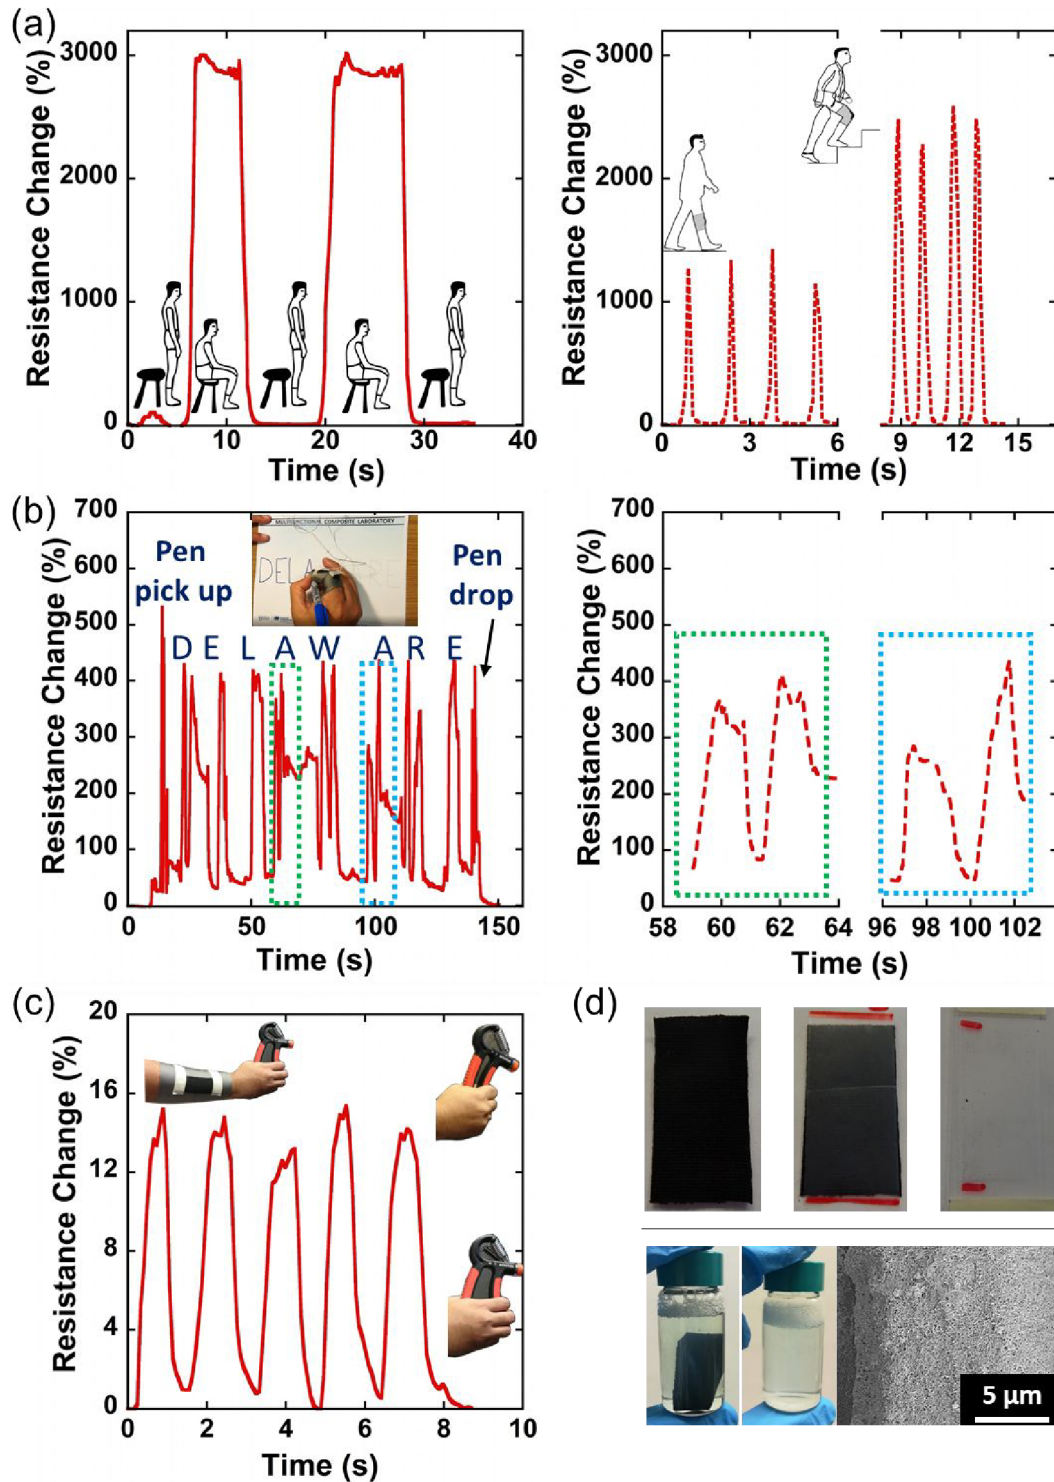 (a)
Resistance Change (%)
3000
2000
1000
0
0 10 20 30 40
Time (s)
Resistance Change (%)
3000
2000
1000
0
0 3 6 9 12 15
Time (s)
(b)
Resistance Change (%)
700
600
500
400
300
200
100
0
MULTIFUNCTIONAL COMPOSITE LABORATORY
DELA
Pen
pick up
Pen
drop
D E L A W A R E
0 50 100 150
Time (s)
Resistance Change (%)
700
600
500
400
300
200
100
0
58 60 62 64 96 98 100 102
Time (s)
(c)
Resistance Change (%)
20
16
12
8
4
0
0 2 4 6 8 10
Time (s)
(d)
5 µm